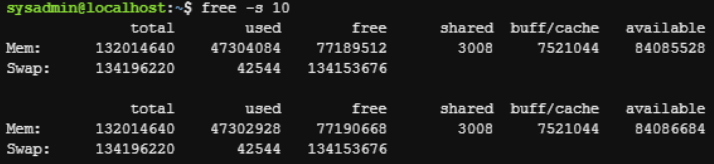 sysadmin@localhost:~$ free -s 10
total used free shared buff/cache available
Mem: 132014640 47304084 77189512 3008 7521044 84085528
Swap: 134196220 42544 134153676
total used free shared buff/cache available
Mem: 132014640 47302928 77190668 3008 7521044 84086684
Swap: 134196220 42544 134153676